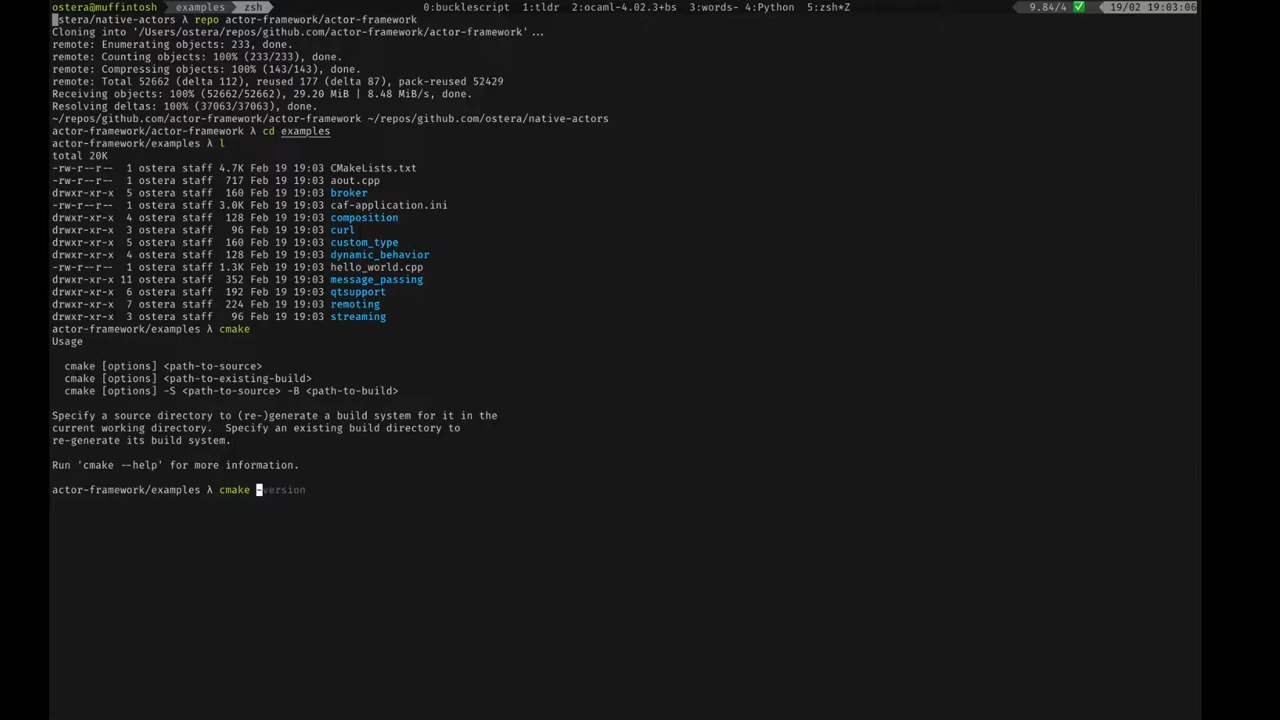 ostera@muffintosh examples zsh 0:bucklescript 1:tldr 2:ocaml-4.02.3+bs 3:words- 4:Python 5:zsh*Z 9.84/4 ✅ 19/02 19:03:06
stera/native-actors λ repo actor-framework/actor-framework
Cloning into '/Users/ostera/repos/github.com/actor-framework/actor-framework'...
remote: Enumerating objects: 233, done.
remote: Counting objects: 100% (233/233), done.
remote: Compressing objects: 100% (143/143), done.
remote: Total 52662 (delta 112), reused 177 (delta 87), pack-reused 52429
Receiving objects: 100% (52662/52662), 29.20 MiB | 8.48 MiB/s, done.
Resolving deltas: 100% (37063/37063), done.
~/repos/github.com/actor-framework/actor-framework ~/repos/github.com/ostera/native-actors
actor-framework/actor-framework λ cd examples
actor-framework/examples λ l
total 20K
-rw-r--r-- 1 ostera staff 4.7K Feb 19 19:03 CMakeLists.txt
-rw-r--r-- 1 ostera staff 717 Feb 19 19:03 aout.cpp
drwxr-xr-x 5 ostera staff 160 Feb 19 19:03 broker
-rw-r--r-- 1 ostera staff 3.0K Feb 19 19:03 caf-application.ini
drwxr-xr-x 4 ostera staff 128 Feb 19 19:03 composition
drwxr-xr-x 3 ostera staff 96 Feb 19 19:03 curl
drwxr-xr-x 5 ostera staff 160 Feb 19 19:03 custom_type
drwxr-xr-x 4 ostera staff 128 Feb 19 19:03 dynamic_behavior
-rw-r--r-- 1 ostera staff 1.3K Feb 19 19:03 hello_world.cpp
drwxr-xr-x 11 ostera staff 352 Feb 19 19:03 message_passing
drwxr-xr-x 6 ostera staff 192 Feb 19 19:03 qtsupport
drwxr-xr-x 7 ostera staff 224 Feb 19 19:03 remoting
drwxr-xr-x 3 ostera staff 96 Feb 19 19:03 streaming
actor-framework/examples λ cmake
Usage
cmake [options] <path-to-source>
cmake [options] <path-to-existing-build>
cmake [options] -S <path-to-source> -B <path-to-build>
Specify a source directory to (re-)generate a build system for it in the
current working directory.  Specify an existing build directory to
re-generate its build system.
Run 'cmake --help' for more information.
actor-framework/examples λ cmake -version